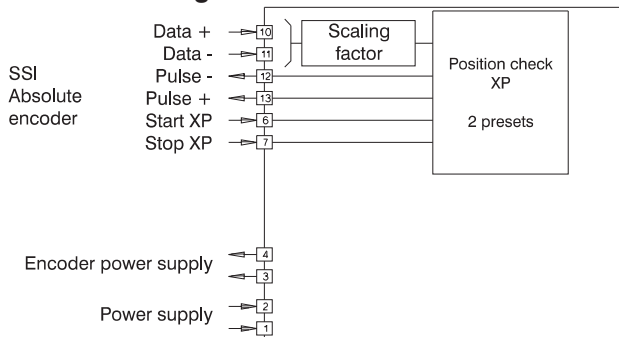 Data +
10
Data -
11
Scaling
factor
Pulse -
12
Pulse +
13
Start XP
6
Stop XP
7
SSI
Absolute
encoder
Position check
XP
2 presets
Encoder power supply
4
3
Power supply
2
1